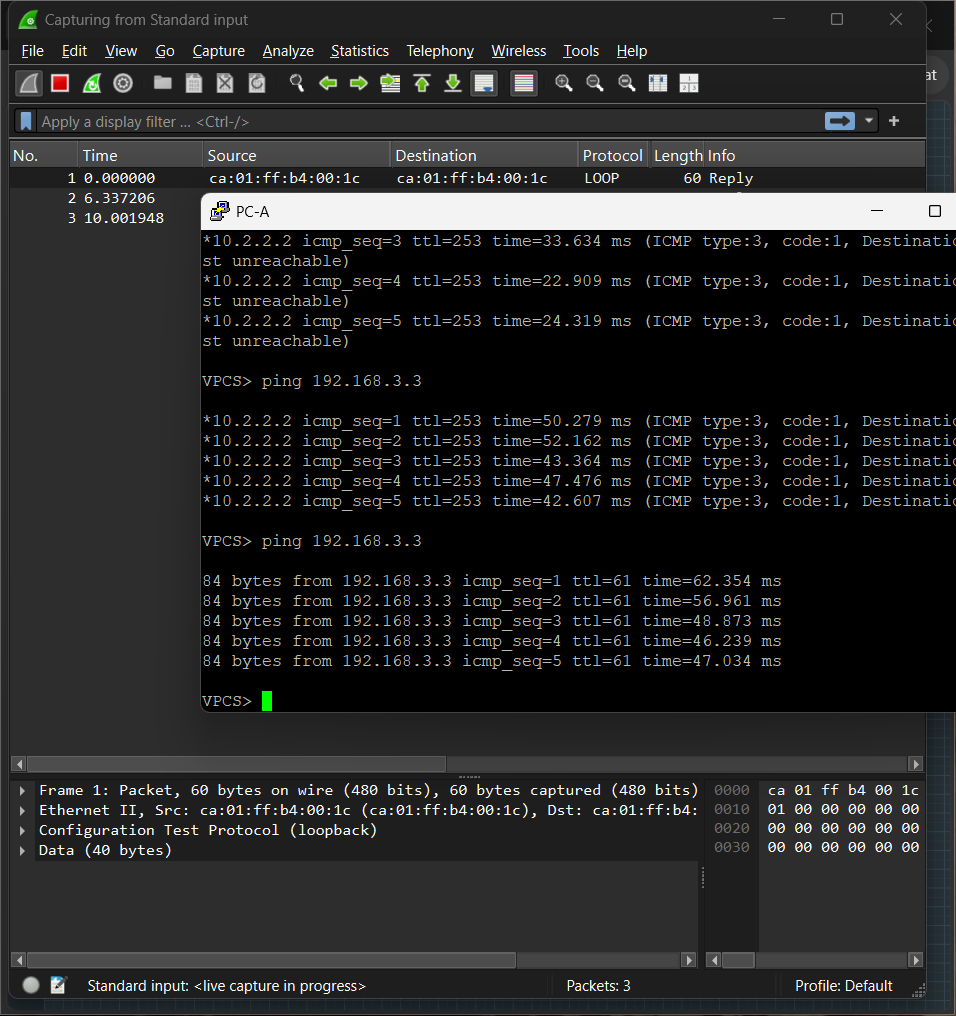 Capturing from Standard input
File Edit View Go Capture Analyze Statistics Telephony Wireless Tools Help
Apply a display filter ... <Ctrl-/>
at
No. Time Source Destination Protocol Length Info
1 0.000000 ca:01:ff:b4:00:1c ca:01:ff:b4:00:1c LOOP 60 Reply
2 6.337206
3 10.001948
PC-A
*10.2.2.2 icmp_seq=3 ttl=253 time=33.634 ms (ICMP type:3, code:1, Destinatic
st unreachable)
*10.2.2.2 icmp_seq=4 ttl=253 time=22.909 ms (ICMP type:3, code:1, Destinatic
st unreachable)
*10.2.2.2 icmp_seq=5 ttl=253 time=24.319 ms (ICMP type:3, code:1, Destinatic
st unreachable)
VPCS> ping 192.168.3.3
*10.2.2.2 icmp_seq=1 ttl=253 time=50.279 ms (ICMP type:3, code:1, Destinatic
*10.2.2.2 icmp_seq=2 ttl=253 time=52.162 ms (ICMP type:3, code:1, Destinatic
*10.2.2.2 icmp_seq=3 ttl=253 time=43.364 ms (ICMP type:3, code:1, Destinatic
*10.2.2.2 icmp_seq=4 ttl=253 time=47.476 ms (ICMP type:3, code:1, Destinatic
*10.2.2.2 icmp_seq=5 ttl=253 time=42.607 ms (ICMP type:3, code:1, Destinatic
VPCS> ping 192.168.3.3
84 bytes from 192.168.3.3 icmp_seq=1 ttl=61 time=62.354 ms
84 bytes from 192.168.3.3 icmp_seq=2 ttl=61 time=56.961 ms
84 bytes from 192.168.3.3 icmp_seq=3 ttl=61 time=48.873 ms
84 bytes from 192.168.3.3 icmp_seq=4 ttl=61 time=46.239 ms
84 bytes from 192.168.3.3 icmp_seq=5 ttl=61 time=47.034 ms
VPCS>
Frame 1: Packet, 60 bytes on wire (480 bits), 60 bytes captured (480 bits)
Ethernet II, Src: ca:01:ff:b4:00:1c (ca:01:ff:b4:00:1c), Dst: ca:01:ff:b4:
Configuration Test Protocol (loopback)
Data (40 bytes)
0000 ca 01 ff b4 00 1c
0010 01 00 00 00 00 00
0020 00 00 00 00 00 00
0030 00 00 00 00 00 00
Standard input: <live capture in progress> Packets: 3 Profile: Default